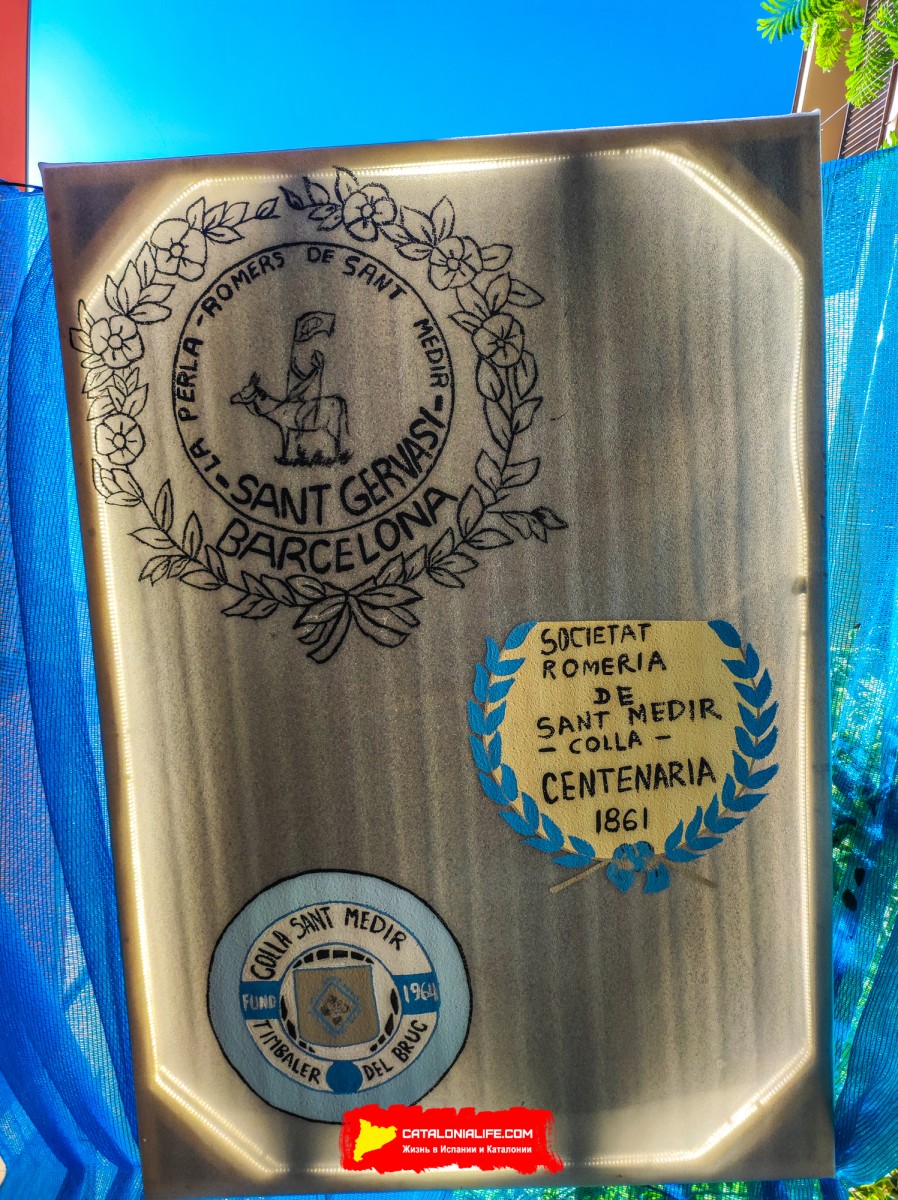 -LA PERLA-ROMERS DE SANT MEDIR-
SANT GERVASI
BARCELONA
SOCIETAT
ROMERIA
DE
SANT MEDIR
- COLLA -
CENTENARIA
1861
COLLA SANT MEDIR
FUND 1964
TIMBALER DEL BRUC
CATALONIALIFE.COM
Жизнь в Испании и Каталонии